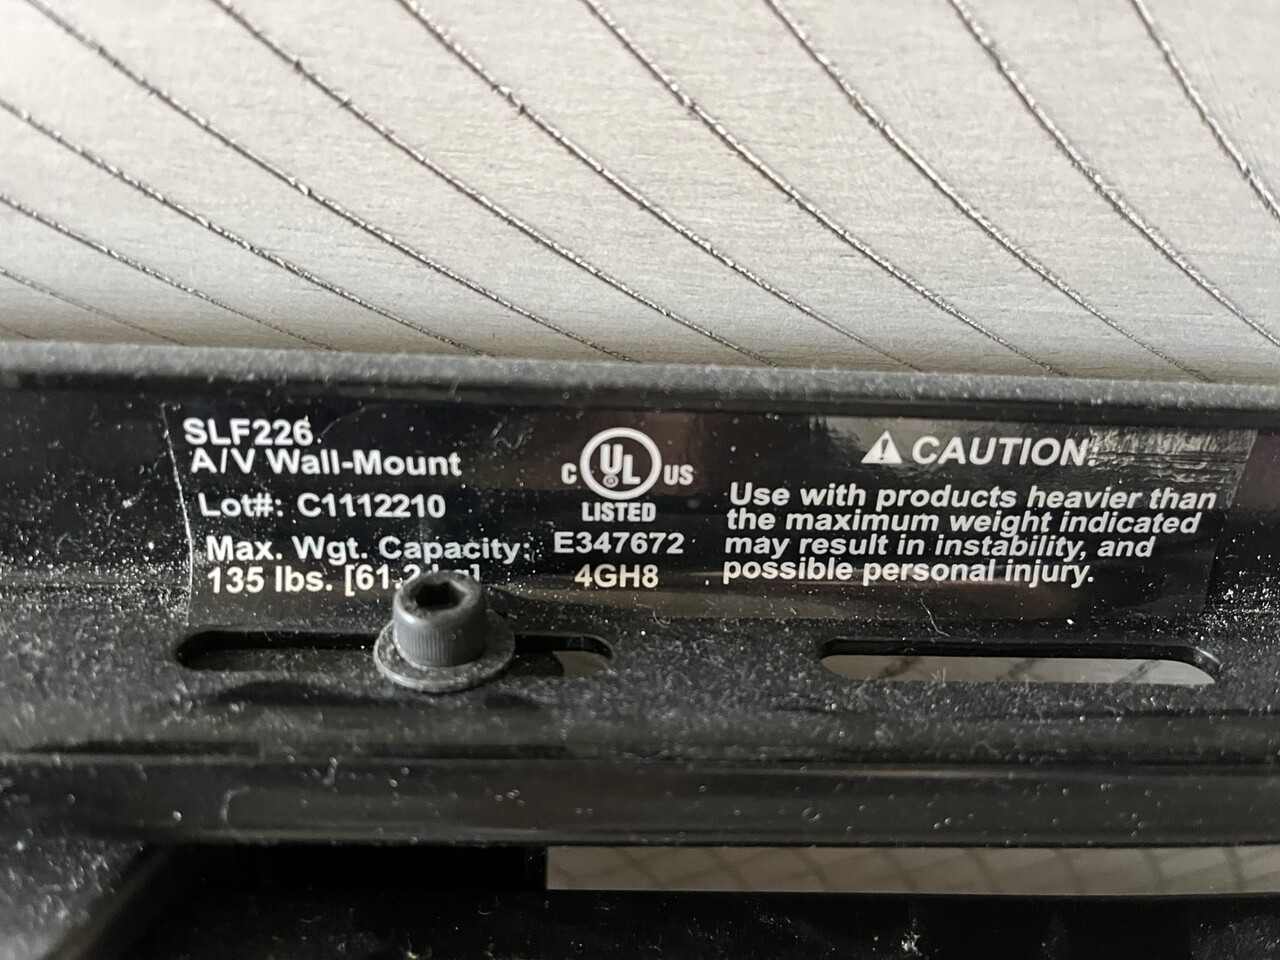 SLF226
A/V Wall-Mount
Lot#: C1112210
Max. Wgt. Capacity:
135 lbs.
C UL US
LISTED
E347672
4GH8
CAUTION:
Use with products heavier than
the maximum weight indicated
may result in instability, and
possible personal injury.